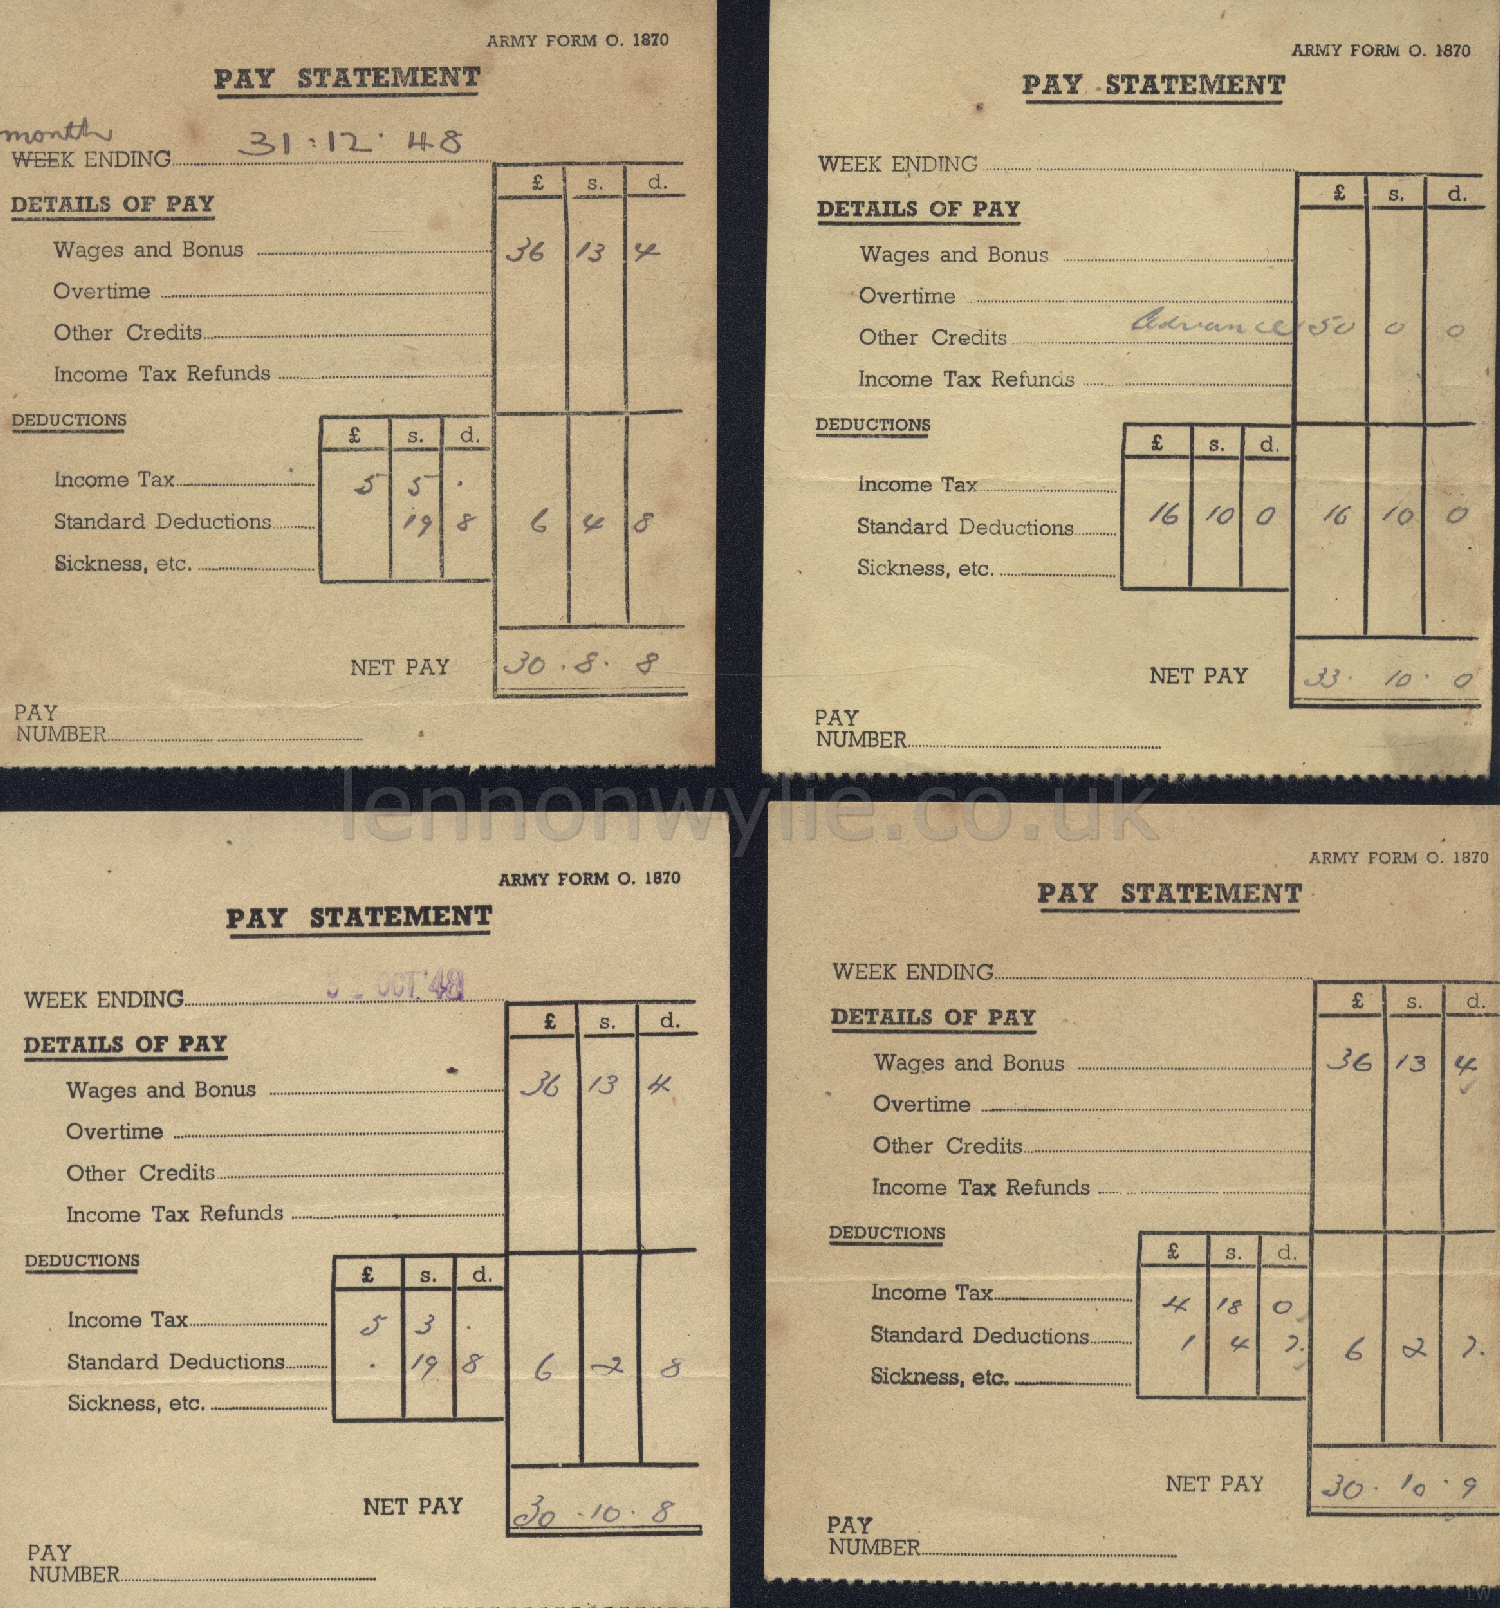 ARMY FORM O. 1870
PAY STATEMENT
month
WEEK ENDING 31.12.48
£ s. d.
DETAILS OF PAY
Wages and Bonus 36 13 4
Overtime
Other Credits
Income Tax Refunds
DEDUCTIONS
£ s. d.
Income Tax 5 5 .
Standard Deductions 19 8 6 4 8
Sickness, etc.
NET PAY 30.8.8
PAY
NUMBER
ARMY FORM O. 1870
PAY STATEMENT
WEEK ENDING
£ s. d.
DETAILS OF PAY
Wages and Bonus
Overtime
Other Credits Advance 50 0 0
Income Tax Refunds
DEDUCTIONS
£ s. d.
Income Tax
Standard Deductions 16 10 0 16 10 0
Sickness, etc.
NET PAY 33. 10. 0
PAY
NUMBER
lennonwylie.co.uk
ARMY FORM O. 1870
PAY STATEMENT
WEEK ENDING OCT.'48
£ s. d.
DETAILS OF PAY
Wages and Bonus 36 13 4
Overtime
Other Credits
Income Tax Refunds
DEDUCTIONS
£ s. d.
Income Tax 5 3 .
Standard Deductions . 19 8 6 2 8
Sickness, etc.
NET PAY 30.10.8
PAY
NUMBER
ARMY FORM O. 1870
PAY STATEMENT
WEEK ENDING
£ s. d.
DETAILS OF PAY
Wages and Bonus 36 13 4
Overtime
Other Credits
Income Tax Refunds
DEDUCTIONS
£ s. d.
Income Tax 4 18 0
Standard Deductions 1 4 7. 6 2 7.
Sickness, etc.
NET PAY 30.10.9
PAY
NUMBER
LW